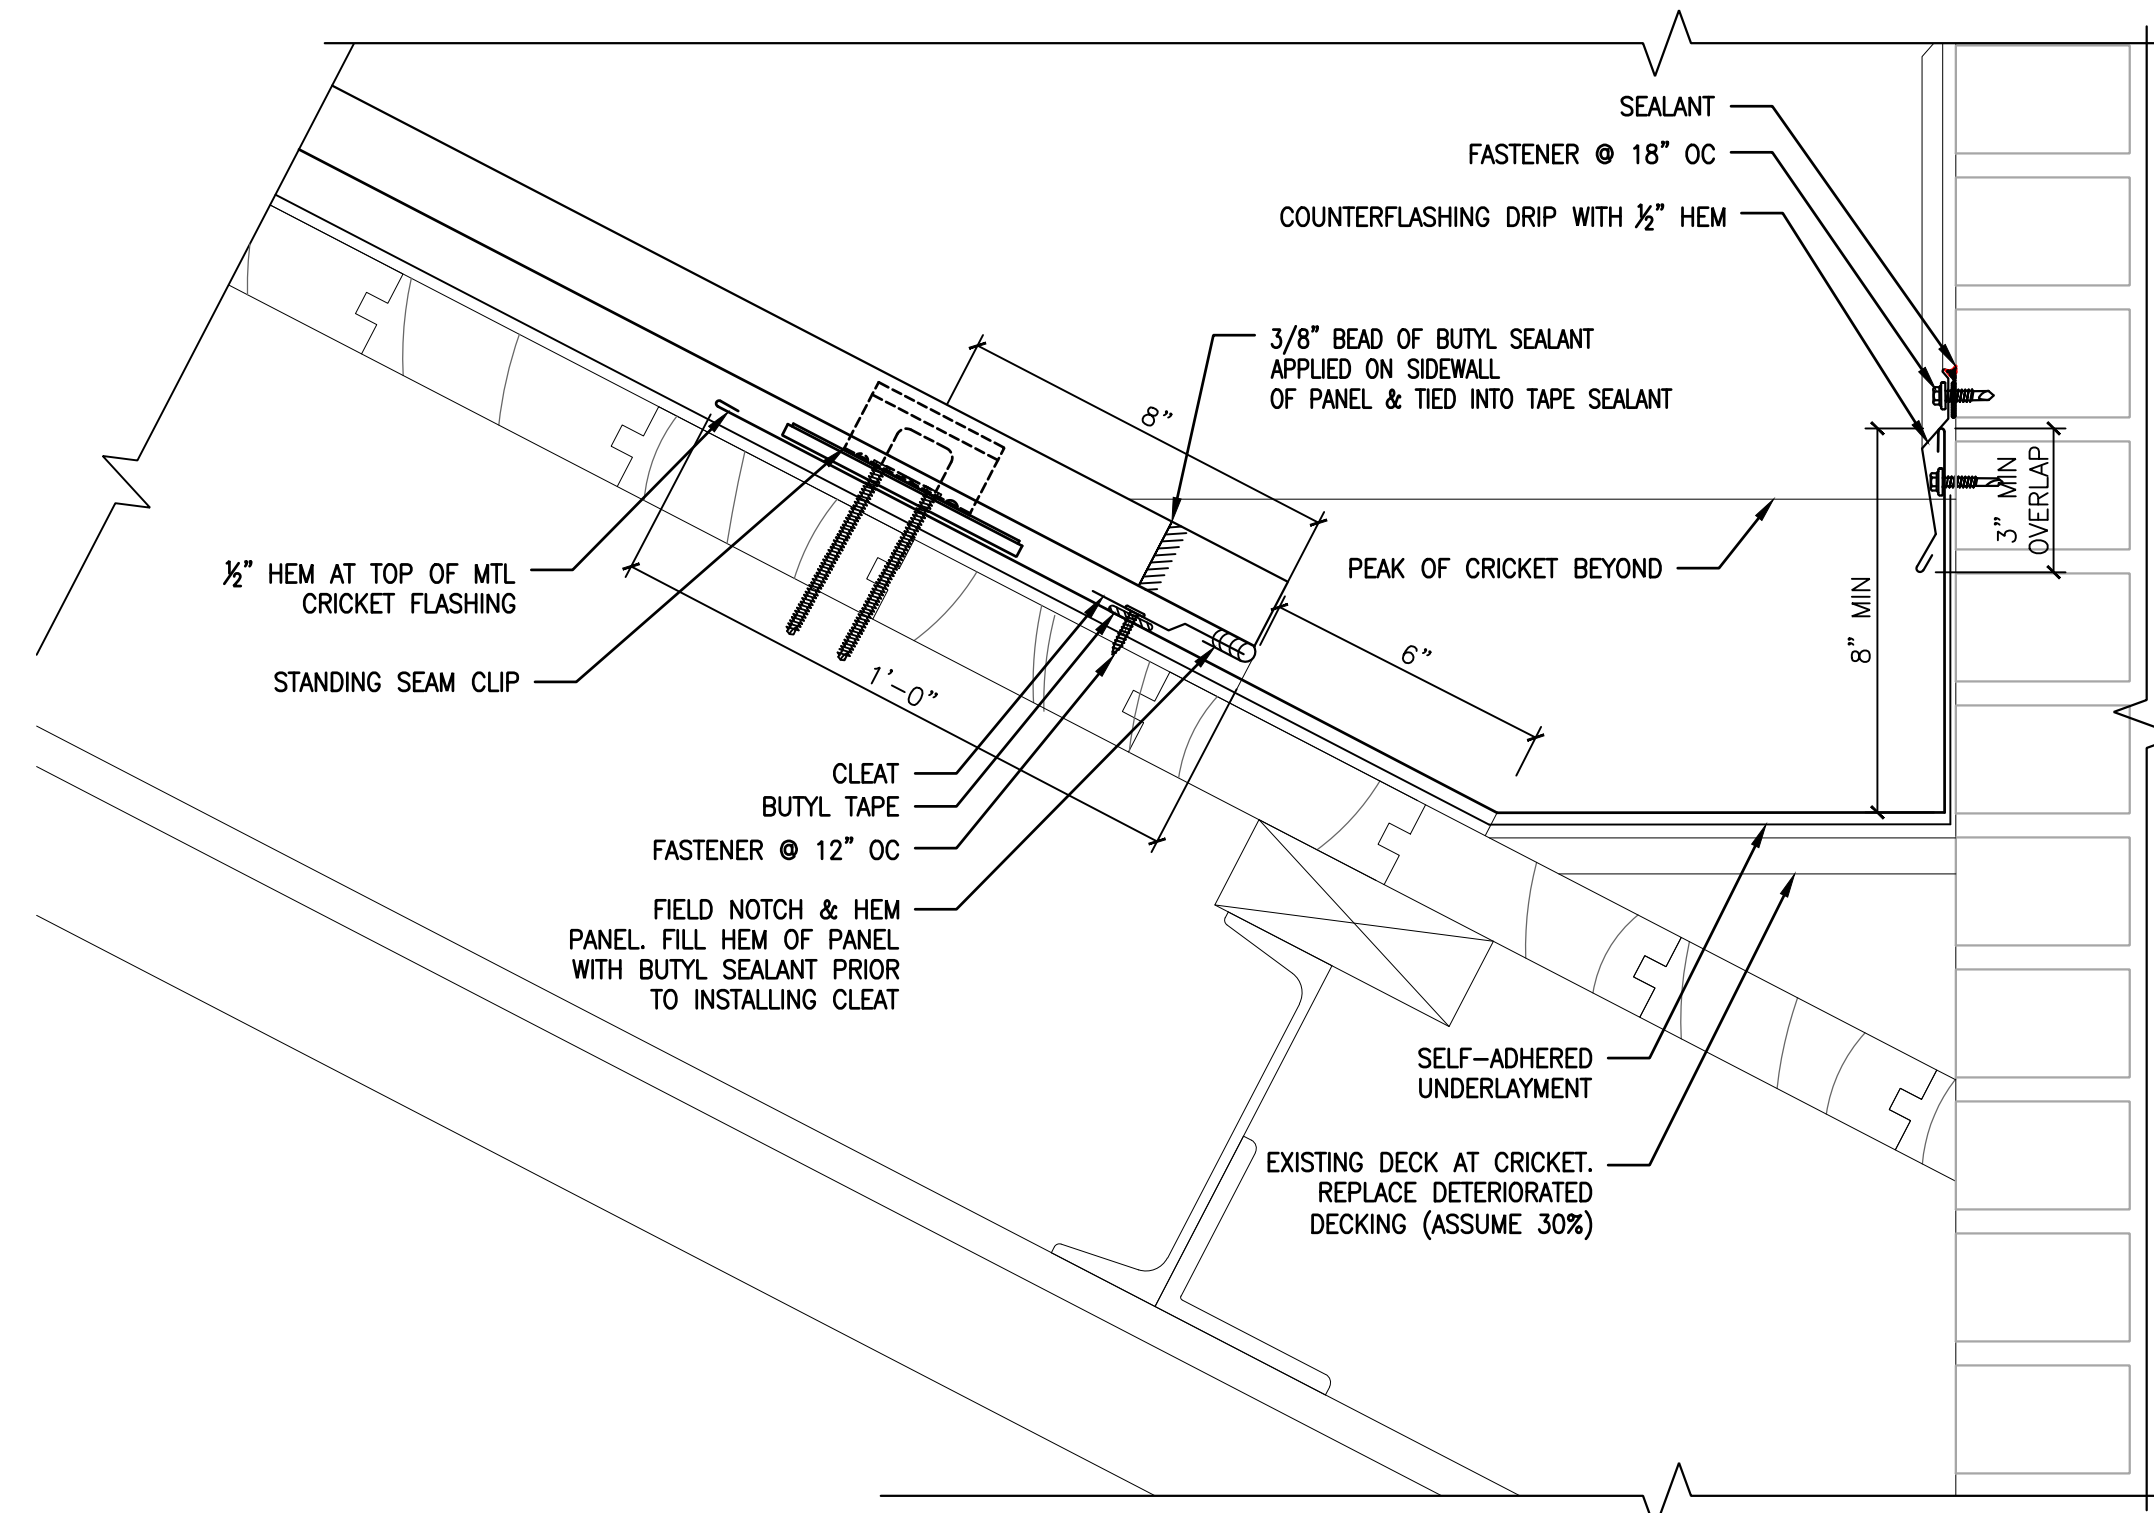 SEALANT
FASTENER @ 18" OC
COUNTERFLASHING DRIP WITH ½" HEM
3/8" BEAD OF BUTYL SEALANT
APPLIED ON SIDEWALL
OF PANEL & TIED INTO TAPE SEALANT
8"
3" MIN
OVERLAP
PEAK OF CRICKET BEYOND
8" MIN
½" HEM AT TOP OF MTL
CRICKET FLASHING
STANDING SEAM CLIP
1'-0"
6"
CLEAT
BUTYL TAPE
FASTENER @ 12" OC
FIELD NOTCH & HEM
PANEL. FILL HEM OF PANEL
WITH BUTYL SEALANT PRIOR
TO INSTALLING CLEAT
SELF-ADHERED
UNDERLAYMENT
EXISTING DECK AT CRICKET.
REPLACE DETERIORATED
DECKING (ASSUME 30%)